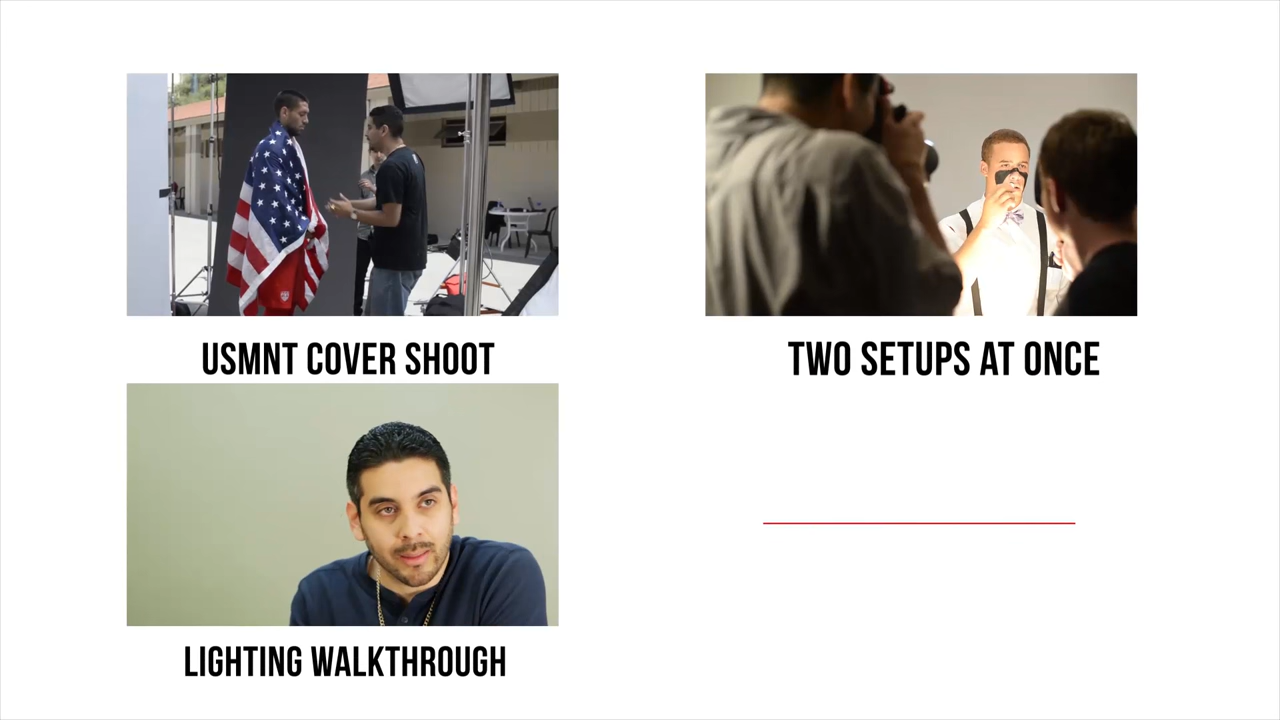 USMNT COVER SHOOT
TWO SETUPS AT ONCE
LIGHTING WALKTHROUGH